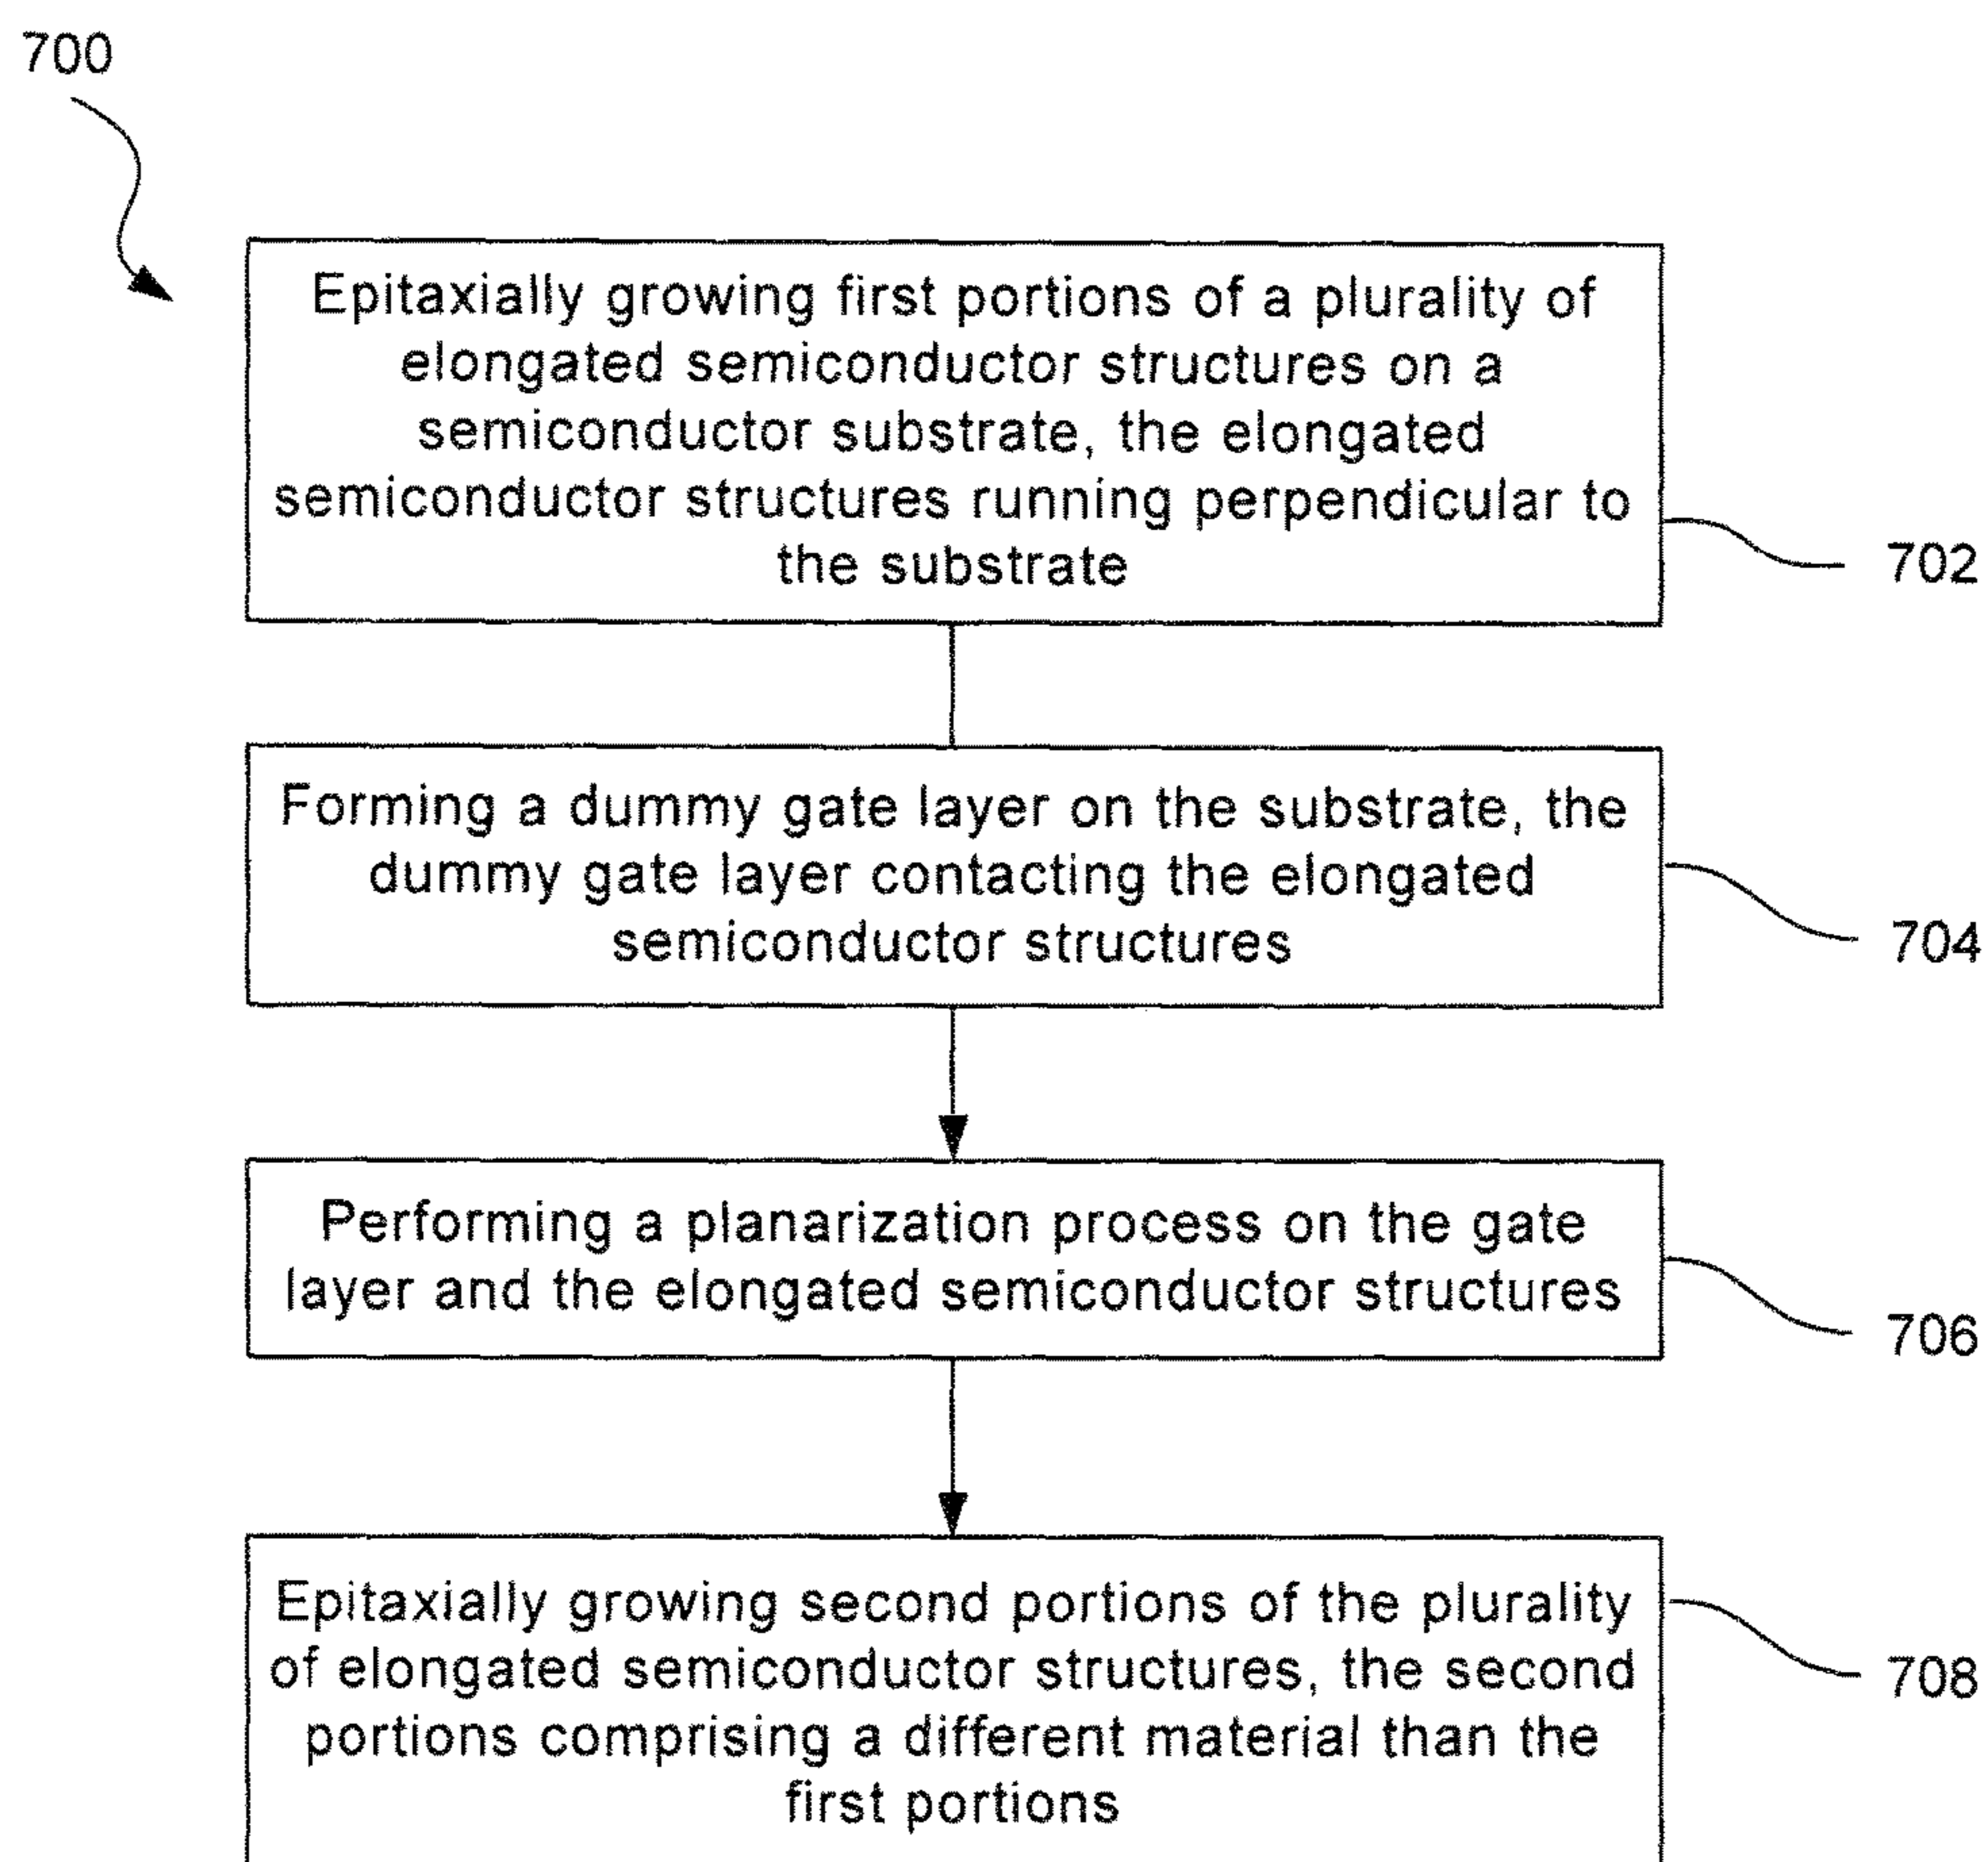 700
Epitaxially growing first portions of a plurality of
elongated semiconductor structures on a
semiconductor substrate, the elongated
semiconductor structures running perpendicular to
the substrate
702
Forming a dummy gate layer on the substrate, the
dummy gate layer contacting the elongated
semiconductor structures
704
Performing a planarization process on the gate
layer and the elongated semiconductor structures
706
Epitaxially growing second portions of the plurality
of elongated semiconductor structures, the second
portions comprising a different material than the
first portions
708